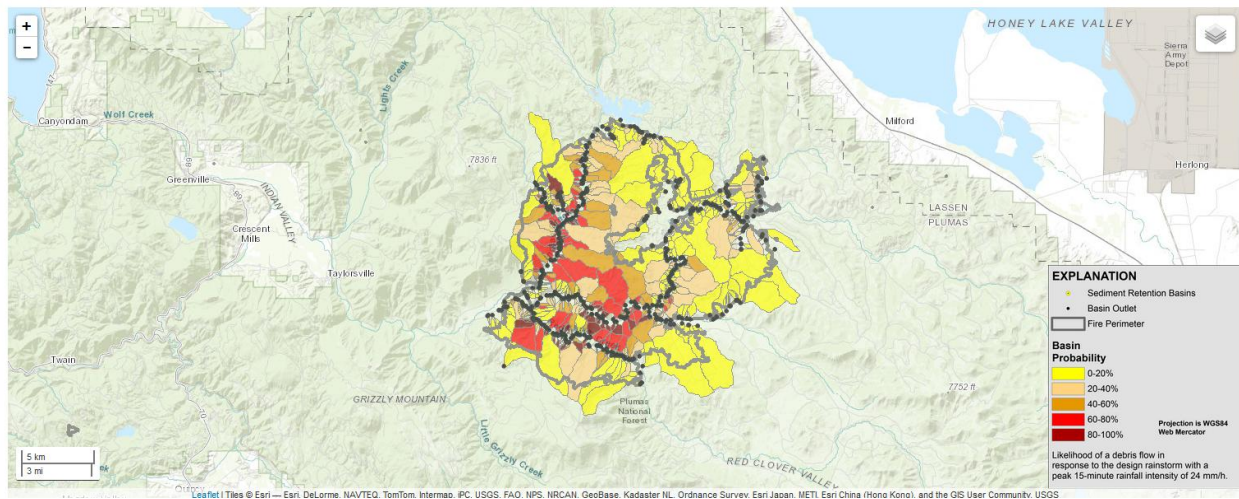 +
−
HONEY LAKE VALLEY
Sierra
Army
Depot
147
Canyondam
Wolf Creek
Lights Creek
Milford
89
Greenville
7836 ft
Herlong
INDIAN VALLEY
Crescent
Mills
LASSEN
PLUMAS
Taylorsville
EXPLANATION
Sediment Retention Basins
Basin Outlet
Fire Perimeter
Basin
Probability
0-20%
20-40%
40-60%
60-80%
80-100%
Projection is WGS84
Web Mercator
Likelihood of a debris flow in
response to the design rainstorm with a
peak 15-minute rainfall intensity of 24 mm/h.
Twain
GRIZZLY MOUNTAIN
7752 ft
Plumas
National
Forest
70
Little Grizzly Creek
RED CLOVER VALLEY
5 km
3 mi
Quincy
Leaflet | Tiles © Esri — Esri, DeLorme, NAVTEQ, TomTom, Intermap, iPC, USGS, FAO, NPS, NRCAN, GeoBase, Kadaster NL, Ordnance Survey, Esri Japan, METI, Esri China (Hong Kong), and the GIS User Community, USGS